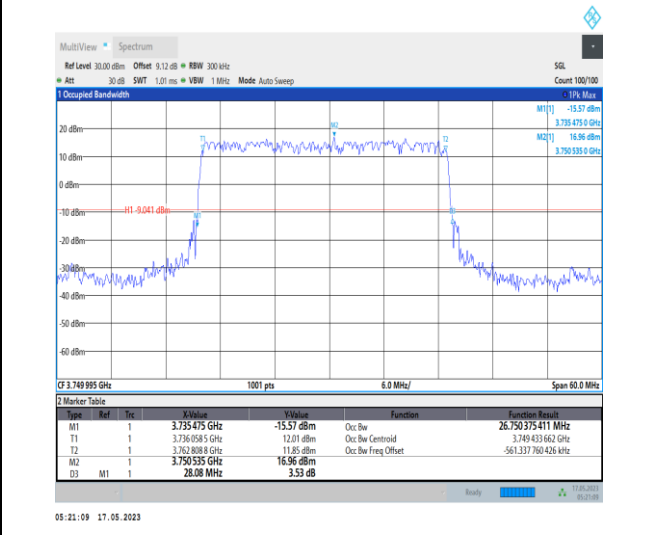 MultiView Spectrum
Ref Level 30.00 dBm Offset 9.12 dB RBW 300 kHz SGL
Att 30 dB SWT 1.01 ms VBW 1 MHz Mode Auto Sweep Count 100/100
1 Occupied Bandwidth 1Pk Max
M1[1] -15.57 dBm
3.735 475 0 GHz
M2[1] 16.96 dBm
3.750 535 0 GHz
M2
T1
T2
20 dBm
10 dBm
0 dBm
-10 dBm
H1 -9.041 dBm
M1
D3
-20 dBm
-30 dBm
-40 dBm
-50 dBm
-60 dBm
CF 3.749 995 GHz 1001 pts 6.0 MHz/ Span 60.0 MHz
2 Marker Table
Type Ref Trc X-Value Y-Value Function Function Result
M1 1 3.735475 GHz -15.57 dBm Occ Bw 26.750 375 411 MHz
T1 1 3.736 058 5 GHz 12.01 dBm Occ Bw Centroid 3.749 433 662 GHz
T2 1 3.762 808 8 GHz 11.85 dBm Occ Bw Freq Offset -561.337 760 426 kHz
M2 1 3.750535 GHz 16.96 dBm
D3 M1 1 28.08 MHz 3.53 dB
Ready 17.05.2023
05:21:09
05:21:09 17.05.2023